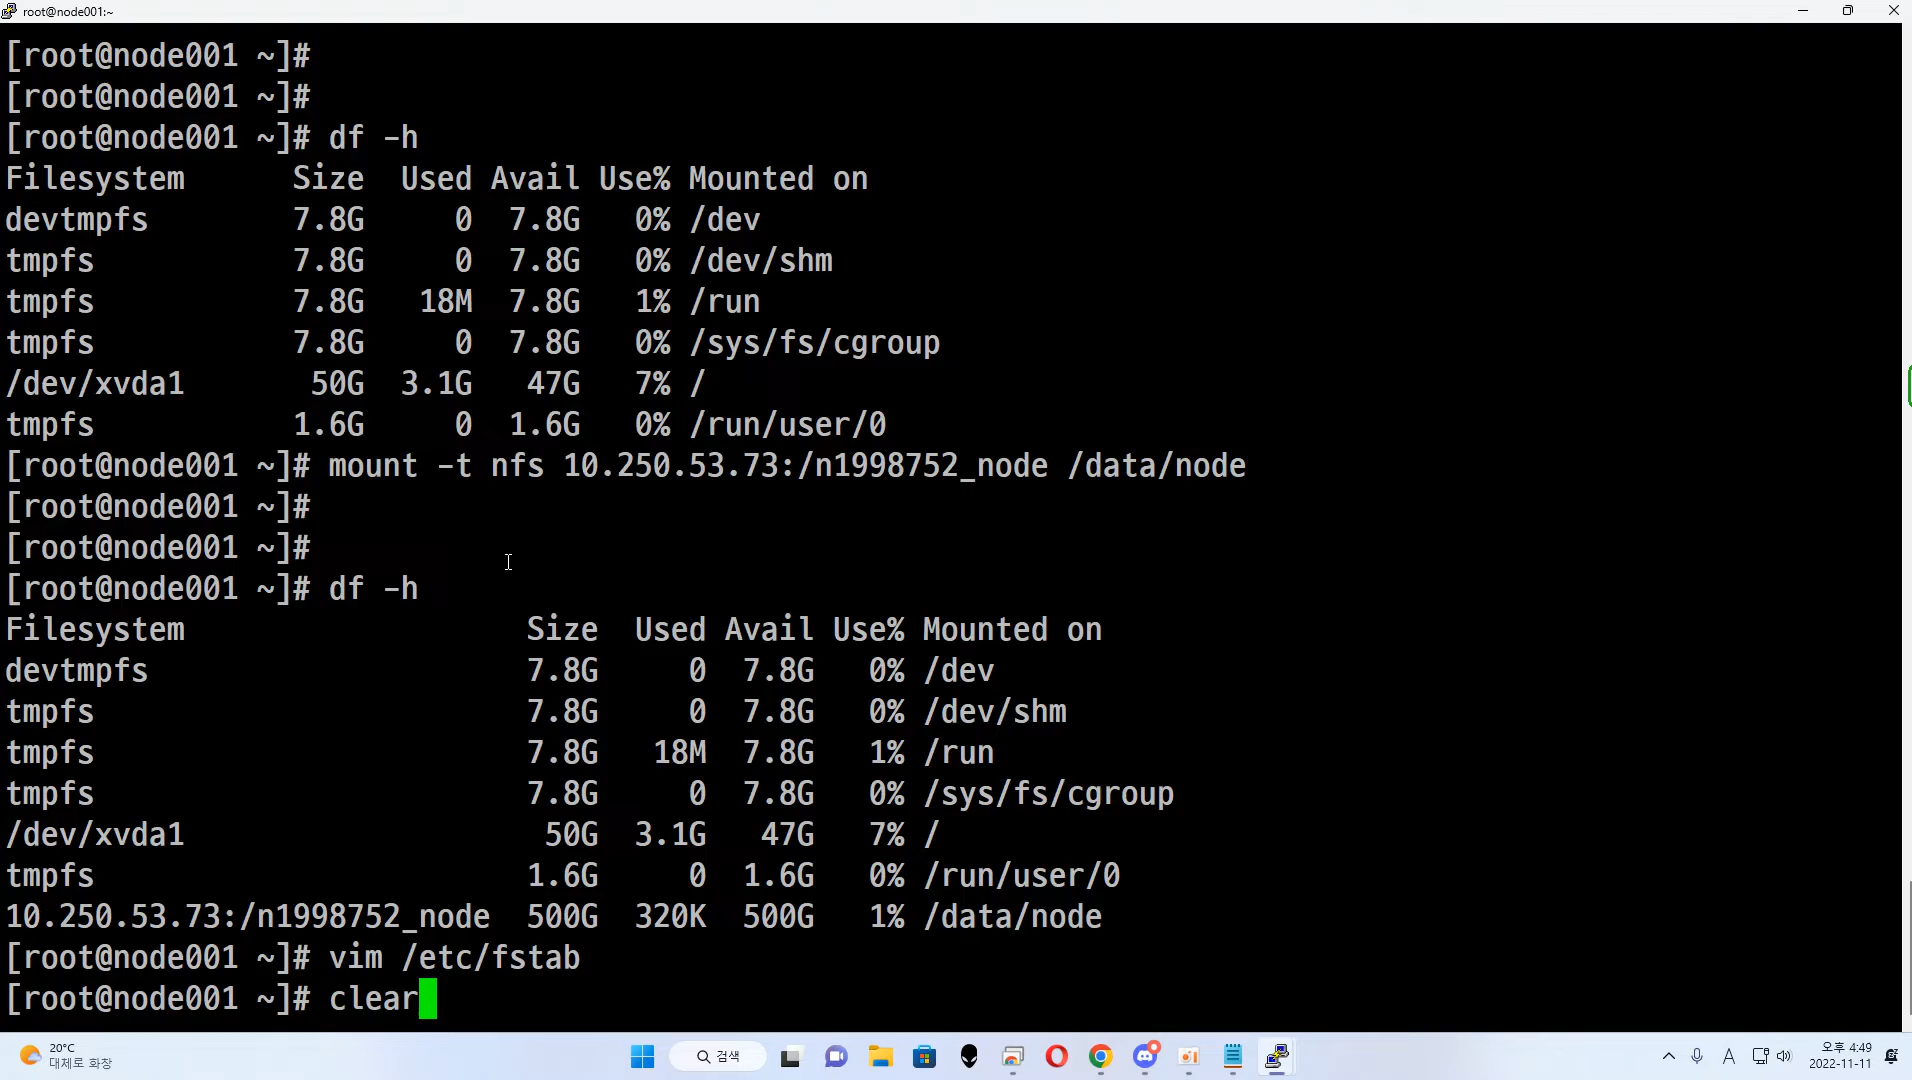 root@node001:~
[root@node001 ~]#
[root@node001 ~]#
[root@node001 ~]# df -h
Filesystem      Size  Used Avail Use% Mounted on
devtmpfs        7.8G     0  7.8G   0% /dev
tmpfs           7.8G     0  7.8G   0% /dev/shm
tmpfs           7.8G   18M  7.8G   1% /run
tmpfs           7.8G     0  7.8G   0% /sys/fs/cgroup
/dev/xvda1       50G  3.1G   47G   7% /
tmpfs           1.6G     0  1.6G   0% /run/user/0
[root@node001 ~]# mount -t nfs 10.250.53.73:/n1998752_node /data/node
[root@node001 ~]#
[root@node001 ~]#
[root@node001 ~]# df -h
Filesystem                   Size  Used Avail Use% Mounted on
devtmpfs                     7.8G     0  7.8G   0% /dev
tmpfs                        7.8G     0  7.8G   0% /dev/shm
tmpfs                        7.8G   18M  7.8G   1% /run
tmpfs                        7.8G     0  7.8G   0% /sys/fs/cgroup
/dev/xvda1                    50G  3.1G   47G   7% /
tmpfs                        1.6G     0  1.6G   0% /run/user/0
10.250.53.73:/n1998752_node  500G  320K  500G   1% /data/node
[root@node001 ~]# vim /etc/fstab
[root@node001 ~]# clear
20°C
대체로 화창
검색
A
오후 4:49
2022-11-11